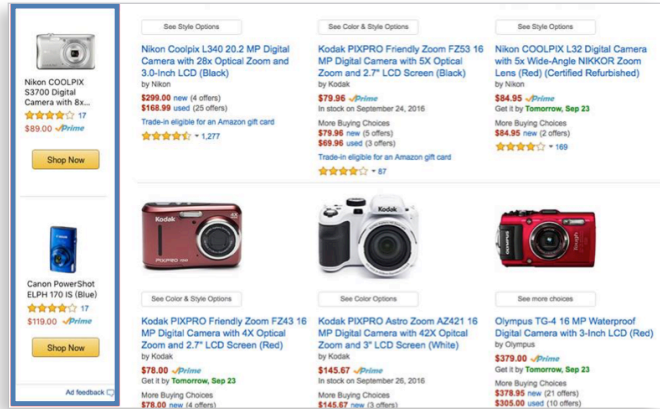 Nikon COOLPIX
S3700 Digital
Camera with 8x...
17
$89.00 Prime
Shop Now
Canon PowerShot
ELPH 170 IS (Blue)
17
$119.00 Prime
Shop Now
Ad feedback
See Style Options
Nikon Coolpix L340 20.2 MP Digital
Camera with 28x Optical Zoom and
3.0-Inch LCD (Black)
by Nikon
$299.00 new (4 offers)
$168.99 used (25 offers)
Trade-in eligible for an Amazon gift card
1,277
See Color & Style Options
Kodak PIXPRO Friendly Zoom FZ53 16
MP Digital Camera with 5X Optical
Zoom and 2.7" LCD Screen (Black)
by Kodak
$79.96 Prime
In stock on September 24, 2016
More Buying Choices
$79.96 new (5 offers)
$69.96 used (3 offers)
Trade-in eligible for an Amazon gift card
87
See Style Options
Nikon COOLPIX L32 Digital Camera
with 5x Wide-Angle NIKKOR Zoom
Lens (Red) (Certified Refurbished)
by Nikon
$84.95 Prime
Get it by Tomorrow, Sep 23
More Buying Choices
$84.95 new (2 offers)
169
Kodak
PIXPRO
See Color & Style Options
Kodak PIXPRO Friendly Zoom FZ43 16
MP Digital Camera with 4X Optical
Zoom and 2.7" LCD Screen (Red)
by Kodak
$78.00 Prime
Get it by Tomorrow, Sep 23
More Buying Choices
$78.00 new (4 offers)
Kodak
See Color Options
Kodak PIXPRO Astro Zoom AZ421 16
MP Digital Camera with 42X Opitcal
Zoom and 3" LCD Screen (White)
by Kodak
$145.67 Prime
In stock on September 26, 2016
More Buying Choices
$145.67 new (3 offers)
OLYMPUS
Tough
See more choices
Olympus TG-4 16 MP Waterproof
Digital Camera with 3-Inch LCD (Red)
by Olympus
$379.00 Prime
Get it by Tomorrow, Sep 23
More Buying Choices
$378.95 new (21 offers)
$305.00 used (10 offers)